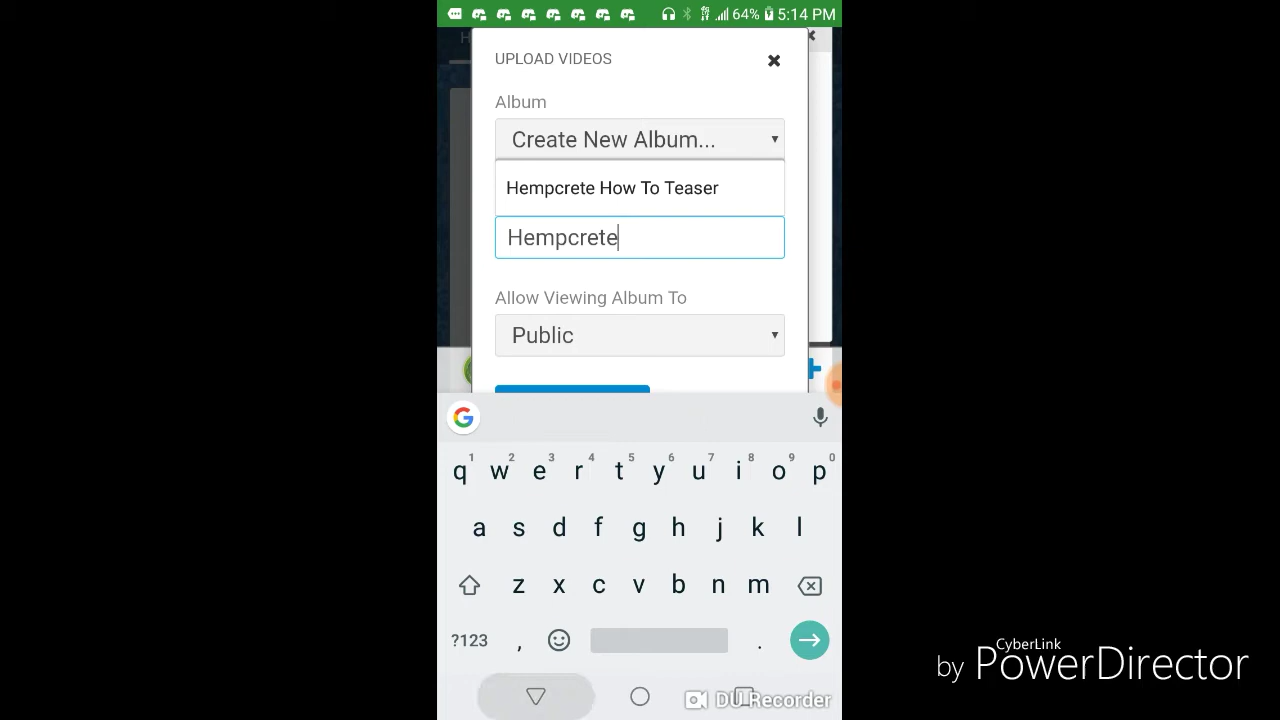 64% 5:14 PM
H
UPLOAD VIDEOS
Album
Create New Album...
Hempcrete How To Teaser
Hempcrete
Allow Viewing Album To
Public
G
1 2 3 4 5 6 7 8 9 0
q w e r t y u i o p
a s d f g h j k l
z x c v b n m
?123 , .
DU Recorder
by CyberLink PowerDirector